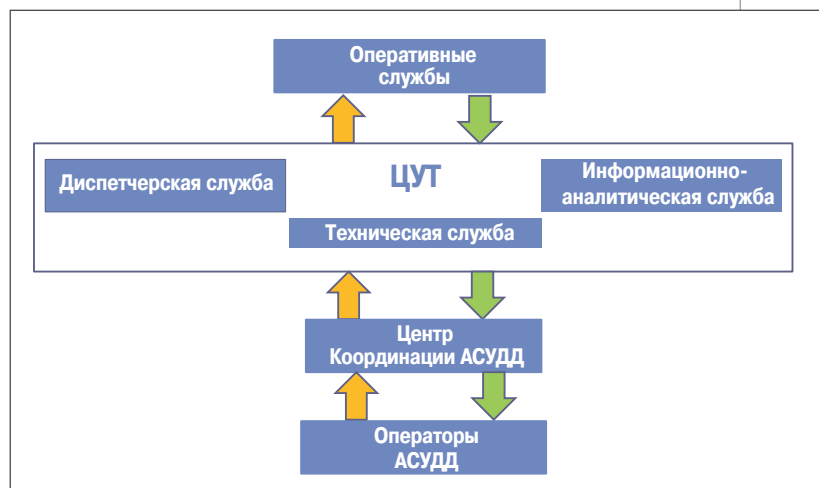 Оперативные
службы
Диспетчерская служба
ЦУТ
Информационно-
аналитическая служба
Техническая служба
Центр
Координации АСУДД
Операторы
АСУДД